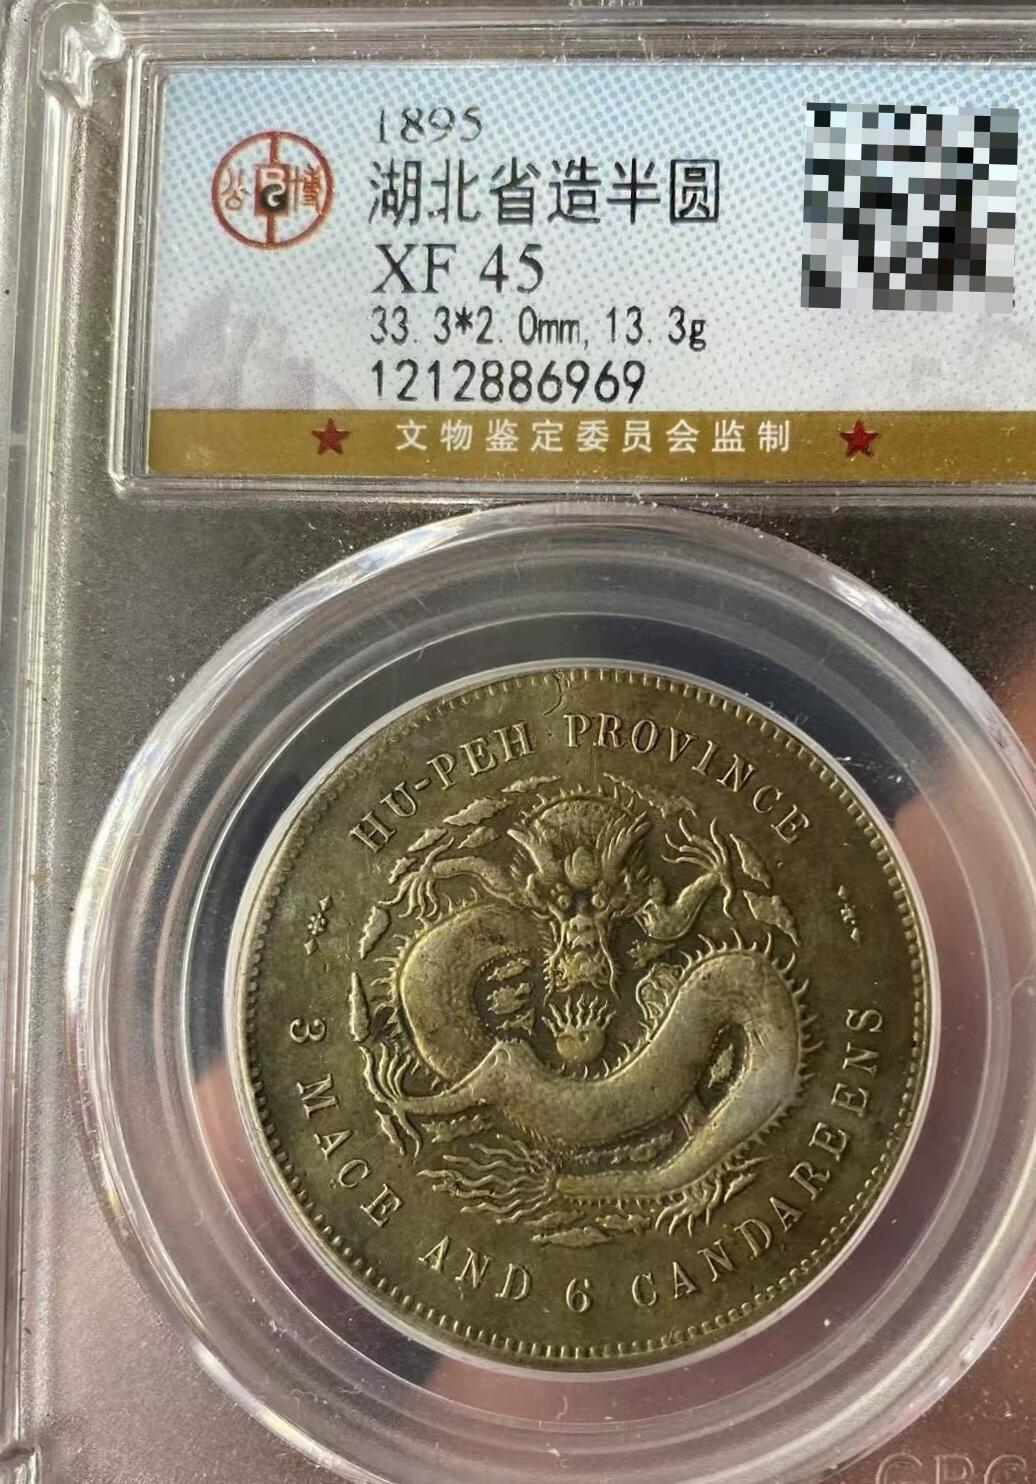 1895
湖北省造半圆
XF 45
33.3*2.0mm, 13.3g
1212886969
★ 文物鉴定委员会监制 ★
HU-PEH PROVINCE
3 MACE AND 6 CANDAREENS